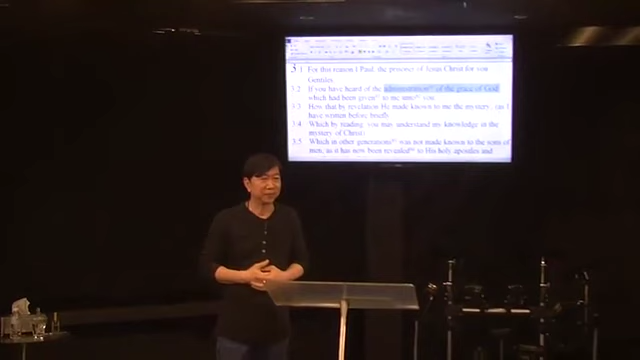 3:1 For this reason I Paul, the prisoner of Jesus Christ for you
Gentiles,
3:2 If you have heard of the administration of the grace of God
which had been given to me unto you
3:3 How that by revelation He made known to me the mystery, (as I
have written before briefly
3:4 Which by reading, you may understand my knowledge in the
mystery of Christ)
3:5 Which in other generations was not made known to the sons of
men, as it has now been revealed to His holy apostles and